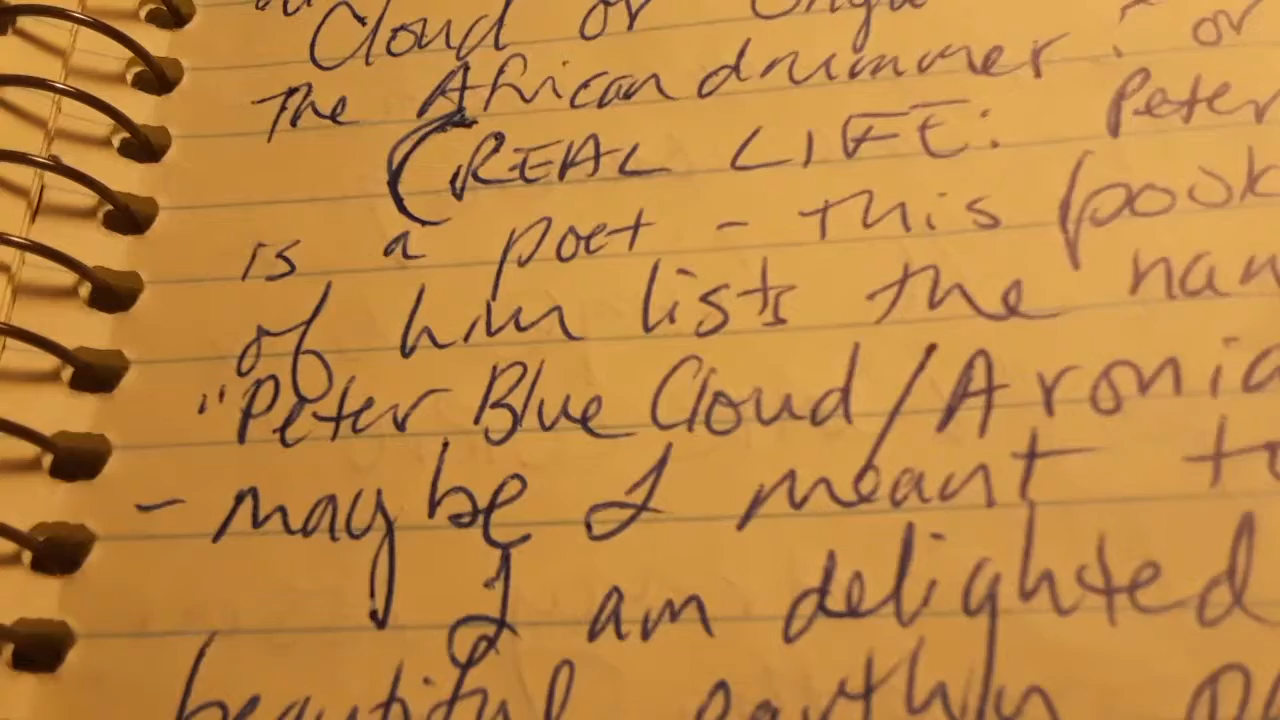 Cloud or
The African drummer? or
(REAL LIFE: Peter
is a poet - this book
of him lists the nam
"Peter Blue Cloud/Aronia
- maybe I meant to
I am delighted
beautiful earthly